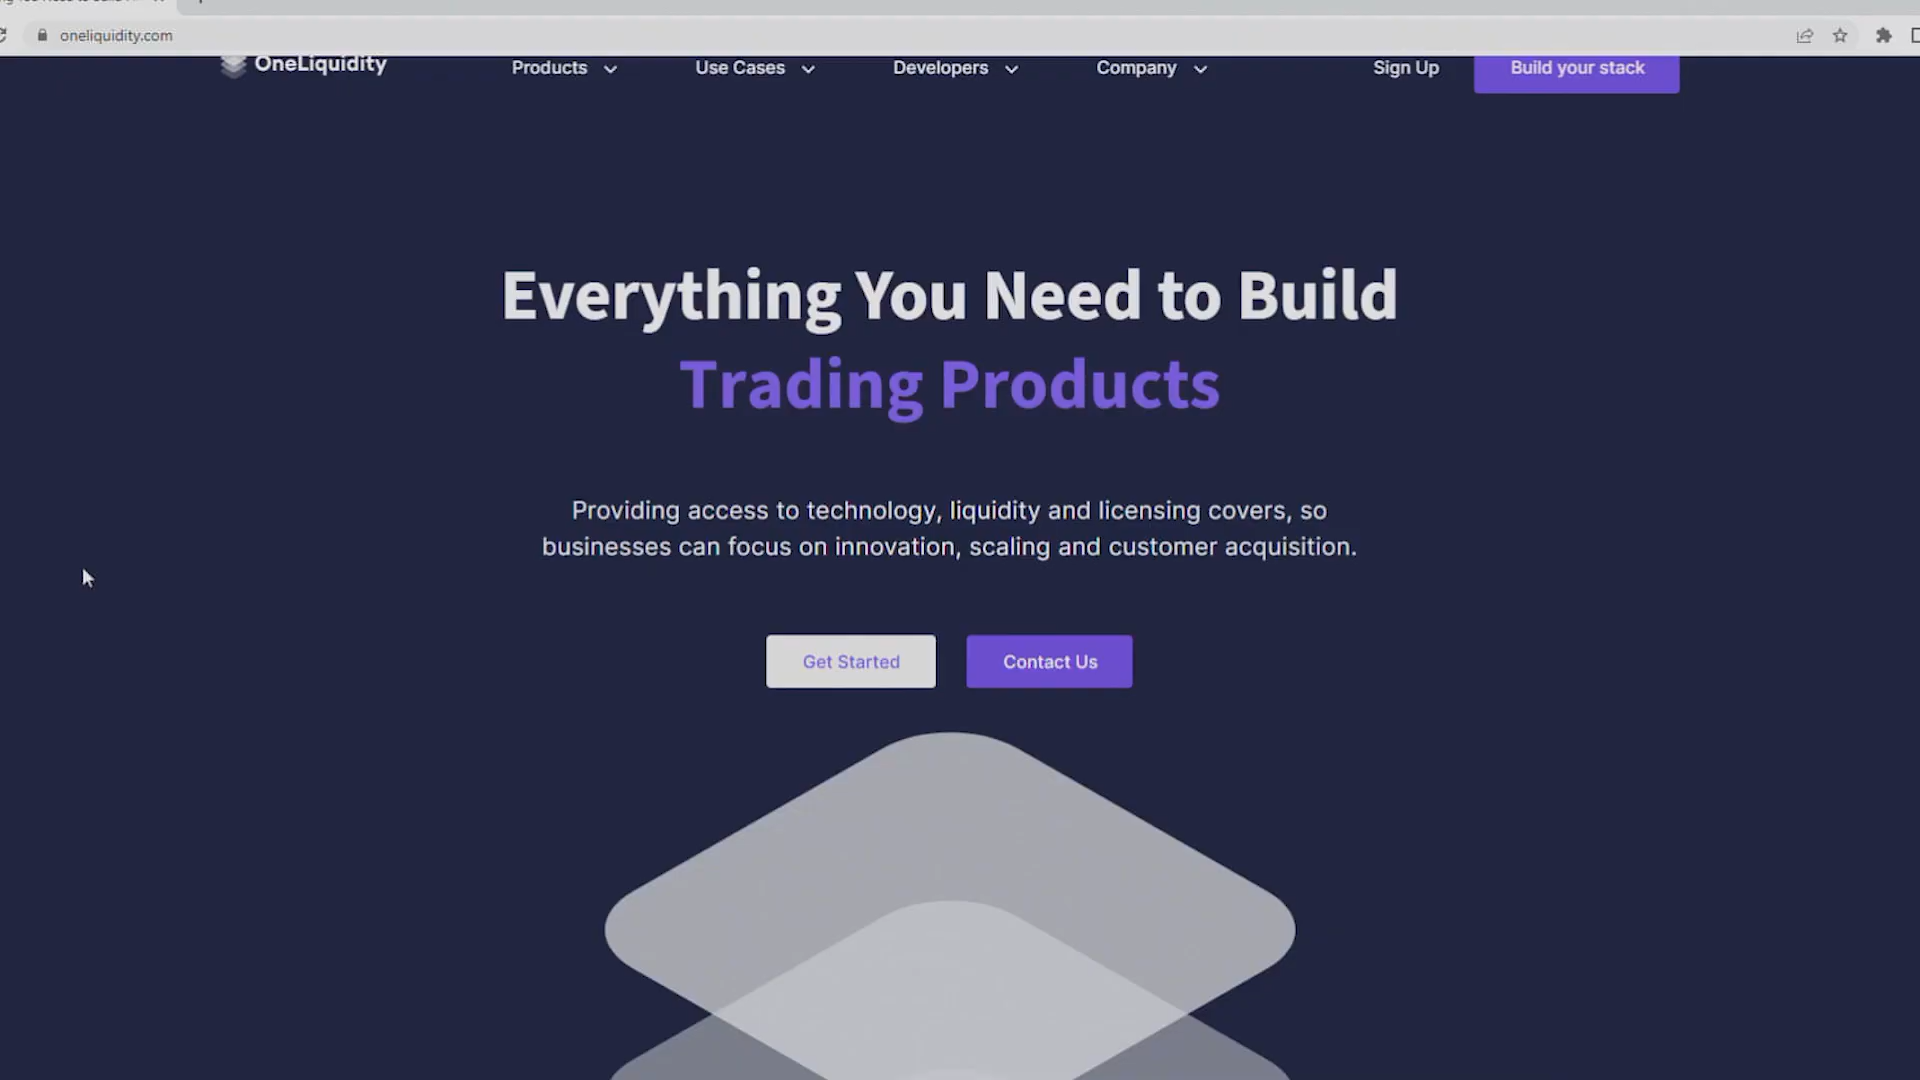 oneliquidity.com
OneLiquidity
Products
Use Cases
Developers
Company
Sign Up
Build your stack
Everything You Need to Build
Trading Products
Providing access to technology, liquidity and licensing covers, so
businesses can focus on innovation, scaling and customer acquisition.
Get Started
Contact Us